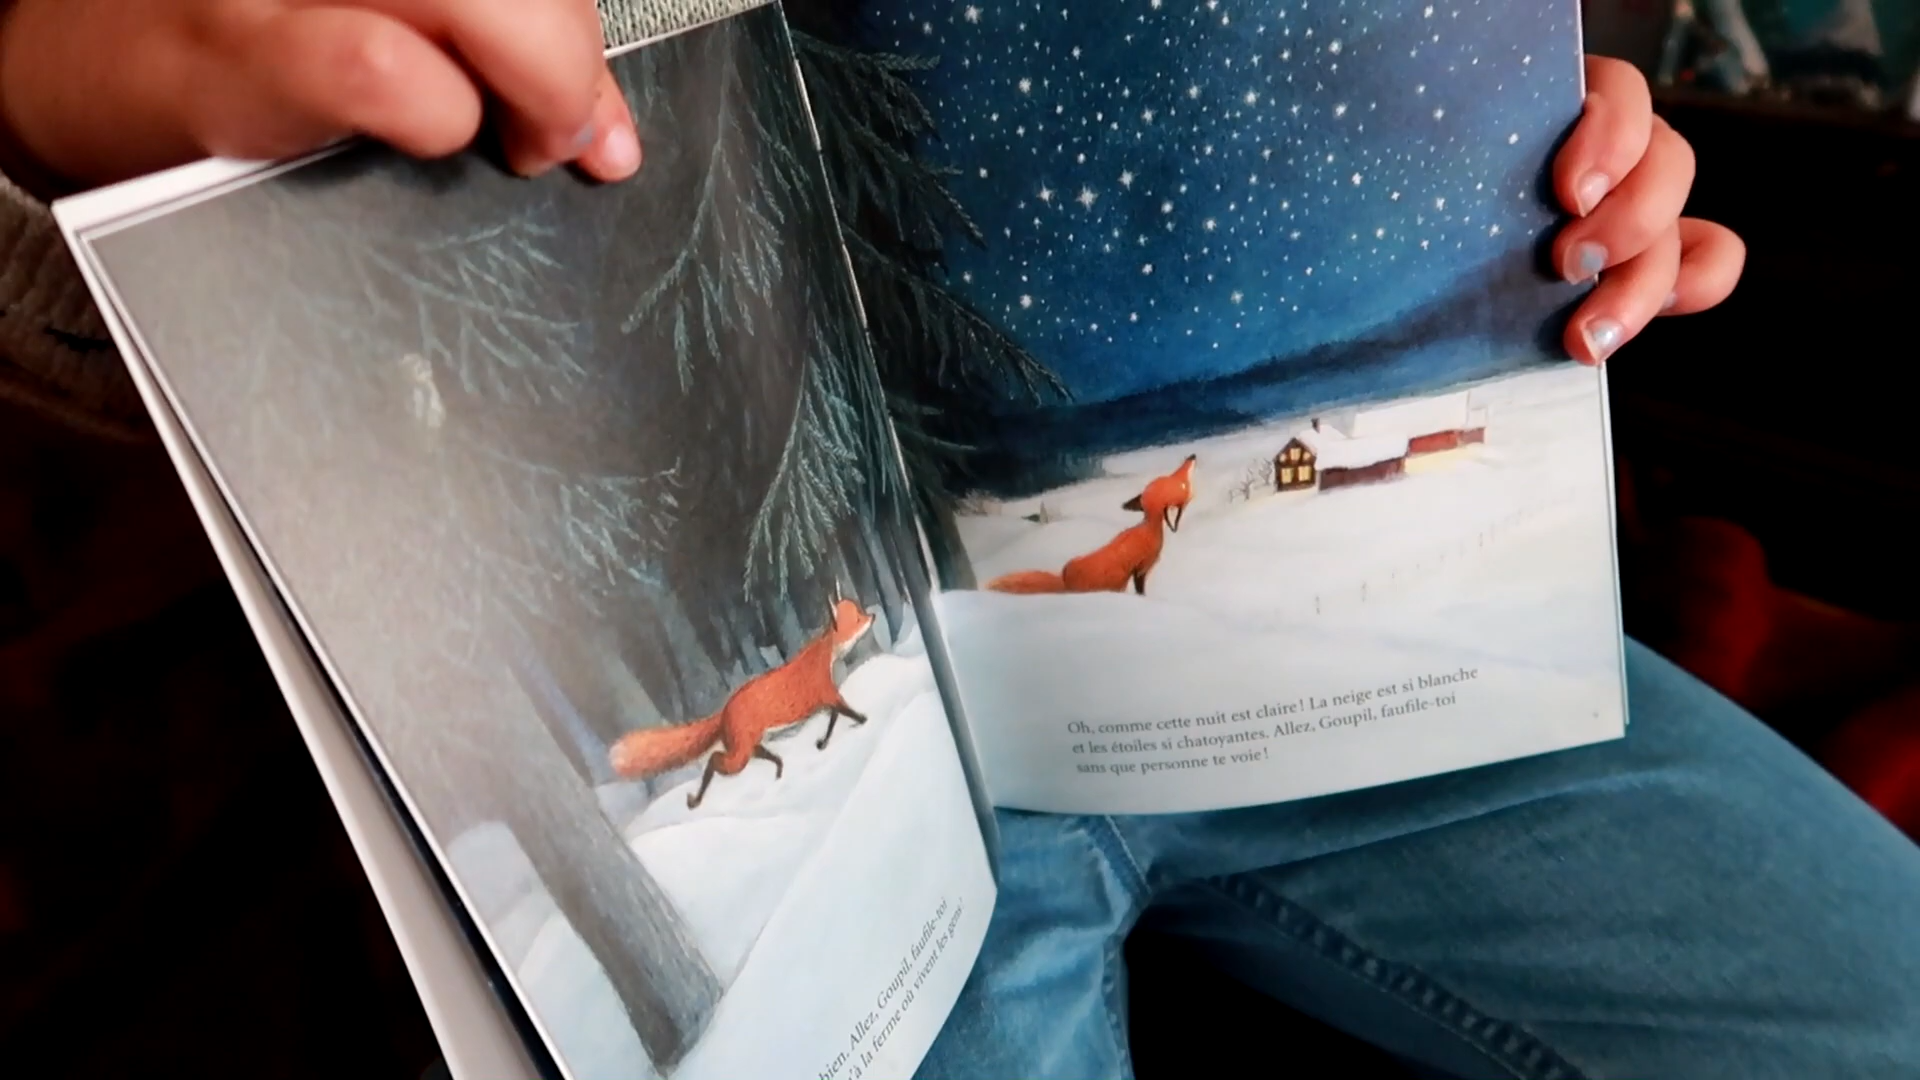 bien. Allez, Goupil, faufile-toi
à la ferme où vivent les gens!
Oh, comme cette nuit est claire! La neige est si blanche
et les étoiles si chatoyantes. Allez, Goupil, faufile-toi
sans que personne te voie!